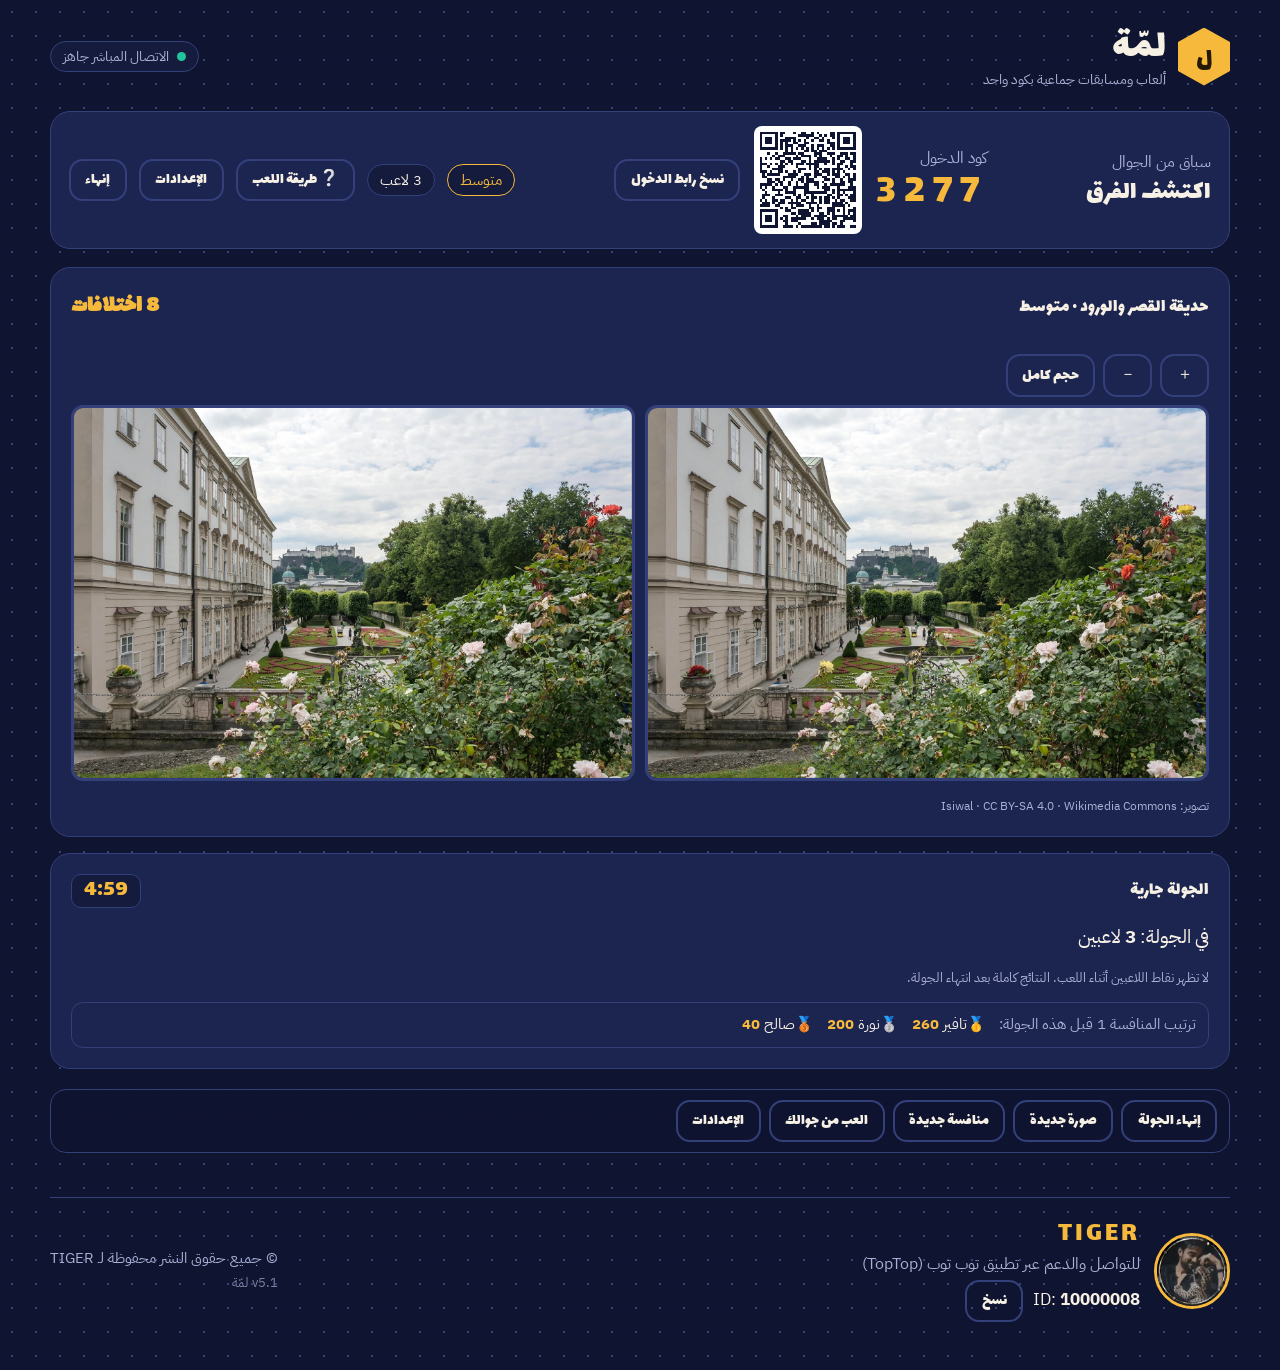 ل
لمّة
ألعاب ومسابقات جماعية بكود واحد
الاتصال المباشر جاهز
سباق من الجوال
اكتشف الفرق
كود الدخول
3277
نسخ رابط الدخول
متوسط
3 لاعب
❔ طريقة اللعب
الإعدادات
إنهاء
حديقة القصر والورود · متوسط
8 اختلافات
+
−
حجم كامل
تصوير: Isiwal · CC BY-SA 4.0 · Wikimedia Commons
الجولة جارية
4:59
في الجولة: 3 لاعبين
لا تظهر نقاط اللاعبين أثناء اللعب. النتائج كاملة بعد انتهاء الجولة.
ترتيب المنافسة 1 قبل هذه الجولة: 🥇 تافير 260 🥈 نورة 200 🥉 صالح 40
إنهاء الجولة
صورة جديدة
منافسة جديدة
العب من جوالك
الإعدادات
TIGER
للتواصل والدعم عبر تطبيق توب توب (TopTop)
ID: 10000008
نسخ
© جميع حقوق النشر محفوظة لـ TIGER
لمّة v5.1